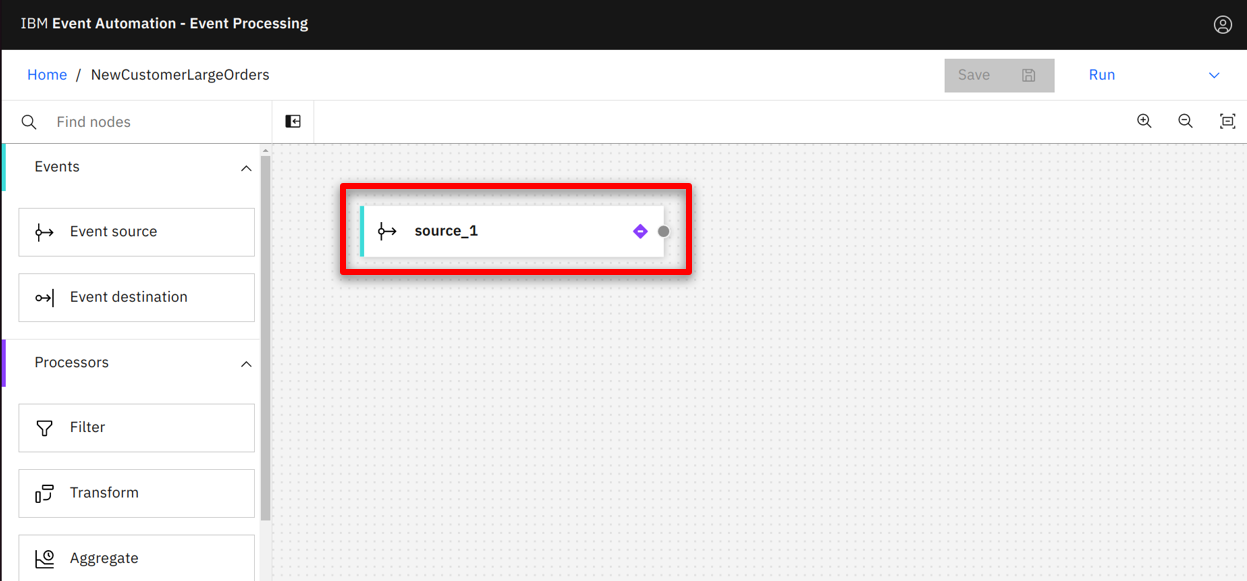 IBM Event Automation - Event Processing
Home / NewCustomerLargeOrders
Save
Run
Find nodes
Events
Event source
Event destination
Processors
Filter
Transform
Aggregate
source_1